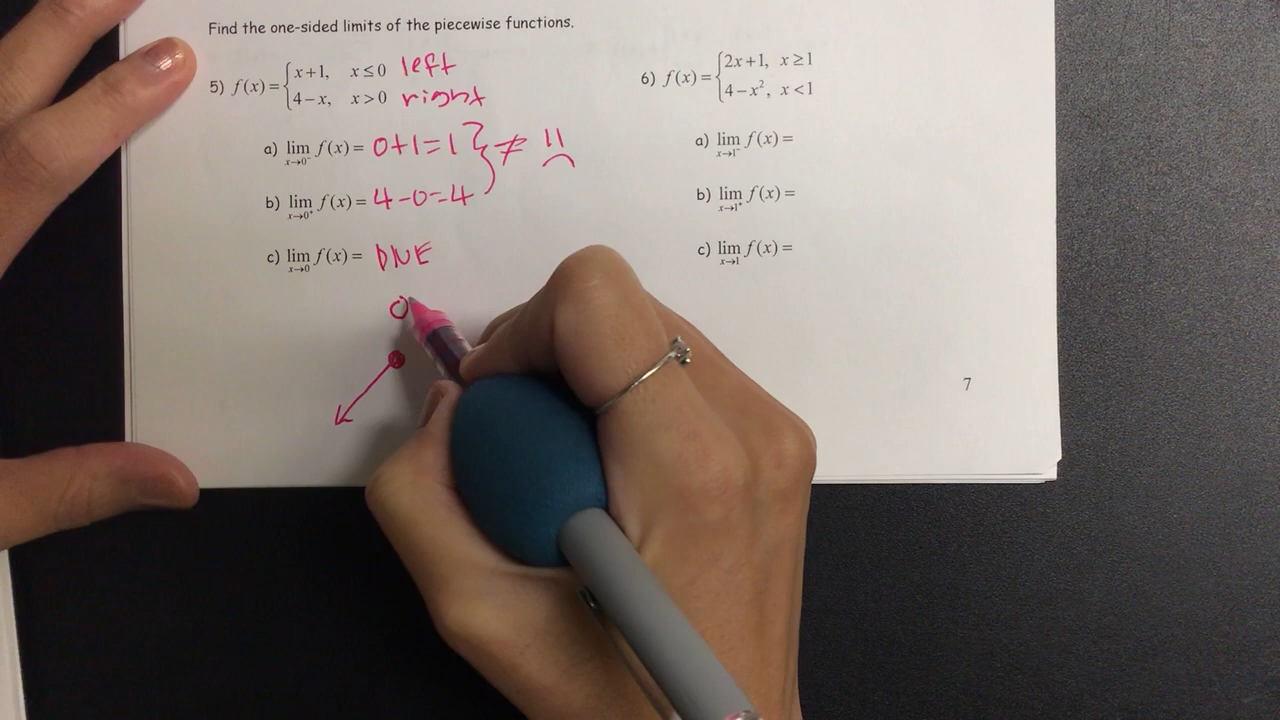 Find the one-sided limits of the piecewise functions.
5) f(x) = { x+1, x ≤ 0 left
4−x, x > 0 right
a) lim x→0⁻ f(x) = 0+1=1 } ≠
b) lim x→0⁺ f(x) = 4-0=4
c) lim x→0 f(x) = DNE
6) f(x) = { 2x+1, x ≥ 1
4−x², x < 1
a) lim x→1⁻ f(x) =
b) lim x→1⁺ f(x) =
c) lim x→1 f(x) =
7